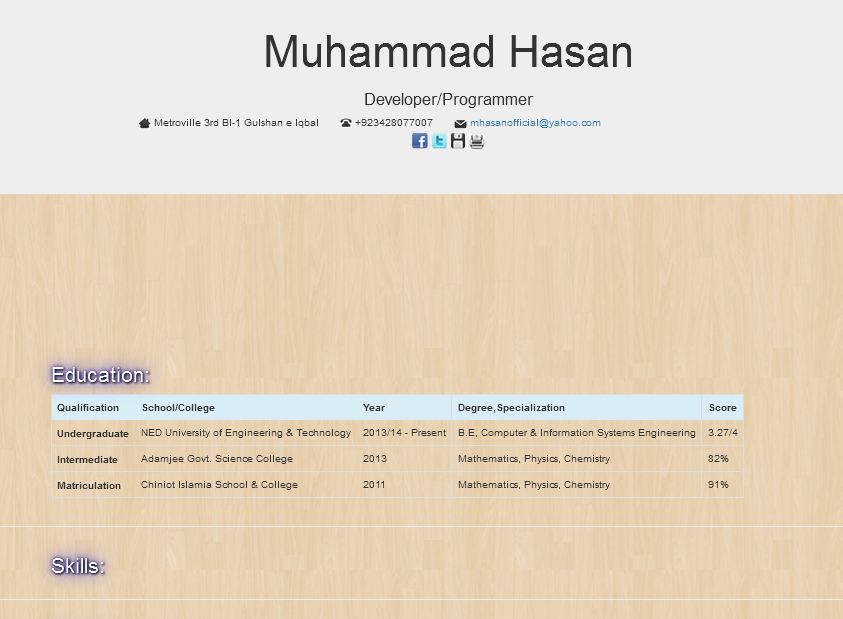 Muhammad Hasan
Developer/Programmer
Metroville 3rd Bl-1 Gulshan e Iqbal +923428077007 mhasanofficial@yahoo.com
Education:
Qualification School/College Year Degree,Specialization Score
Undergraduate NED University of Engineering & Technology 2013/14 - Present B.E, Computer & Information Systems Engineering 3.27/4
Intermediate Adamjee Govt. Science College 2013 Mathematics, Physics, Chemistry 82%
Matriculation Chiniot Islamia School & College 2011 Mathematics, Physics, Chemistry 91%
Skills: